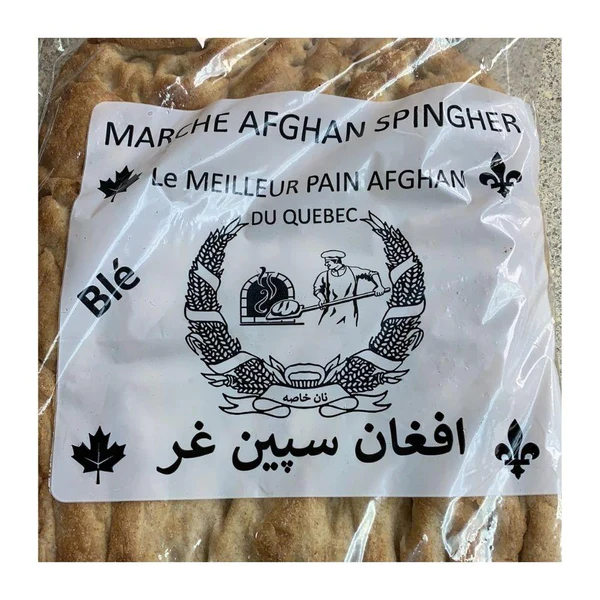 MARCHE AFGHAN SPINGHER
Le MEILLEUR PAIN AFGHAN
DU QUEBEC
Blé
نان خاصه
افغان سپین غر